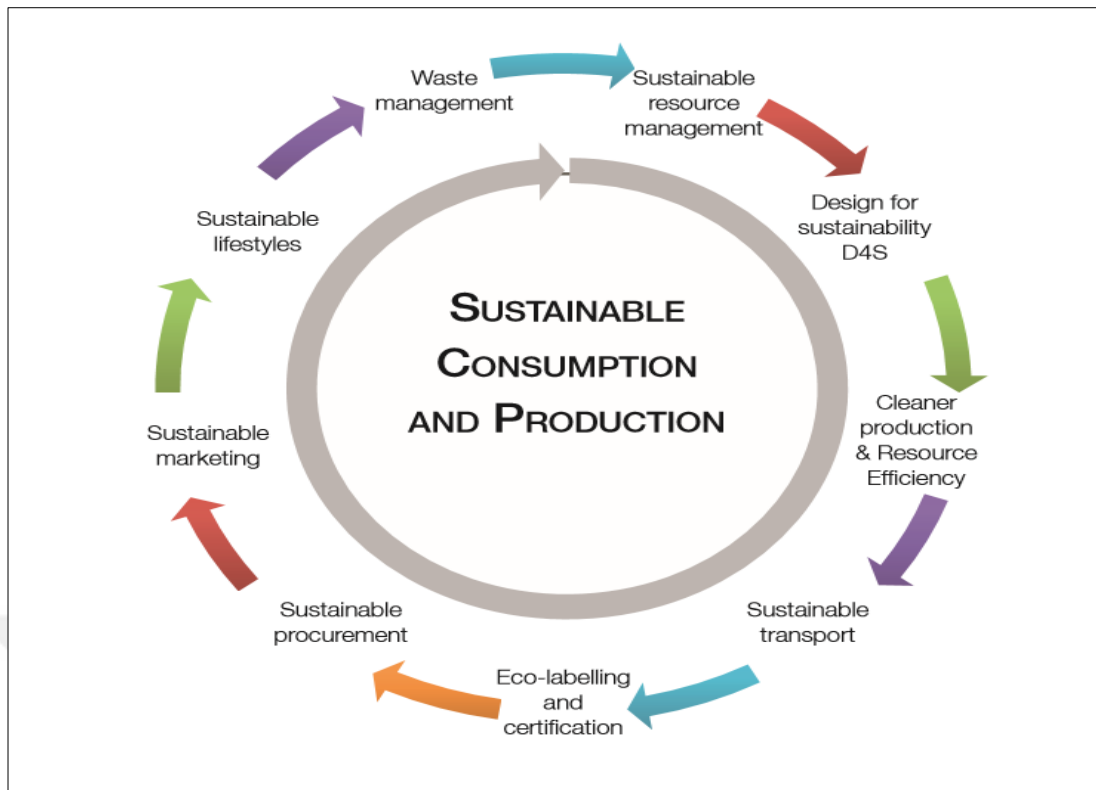 Waste
management
Sustainable
resource
management
Design for
sustainability
D4S
Cleaner
production
& Resource
Efficiency
Sustainable
transport
Eco-labelling
and
certification
Sustainable
procurement
Sustainable
marketing
Sustainable
lifestyles
SUSTAINABLE
CONSUMPTION
AND PRODUCTION